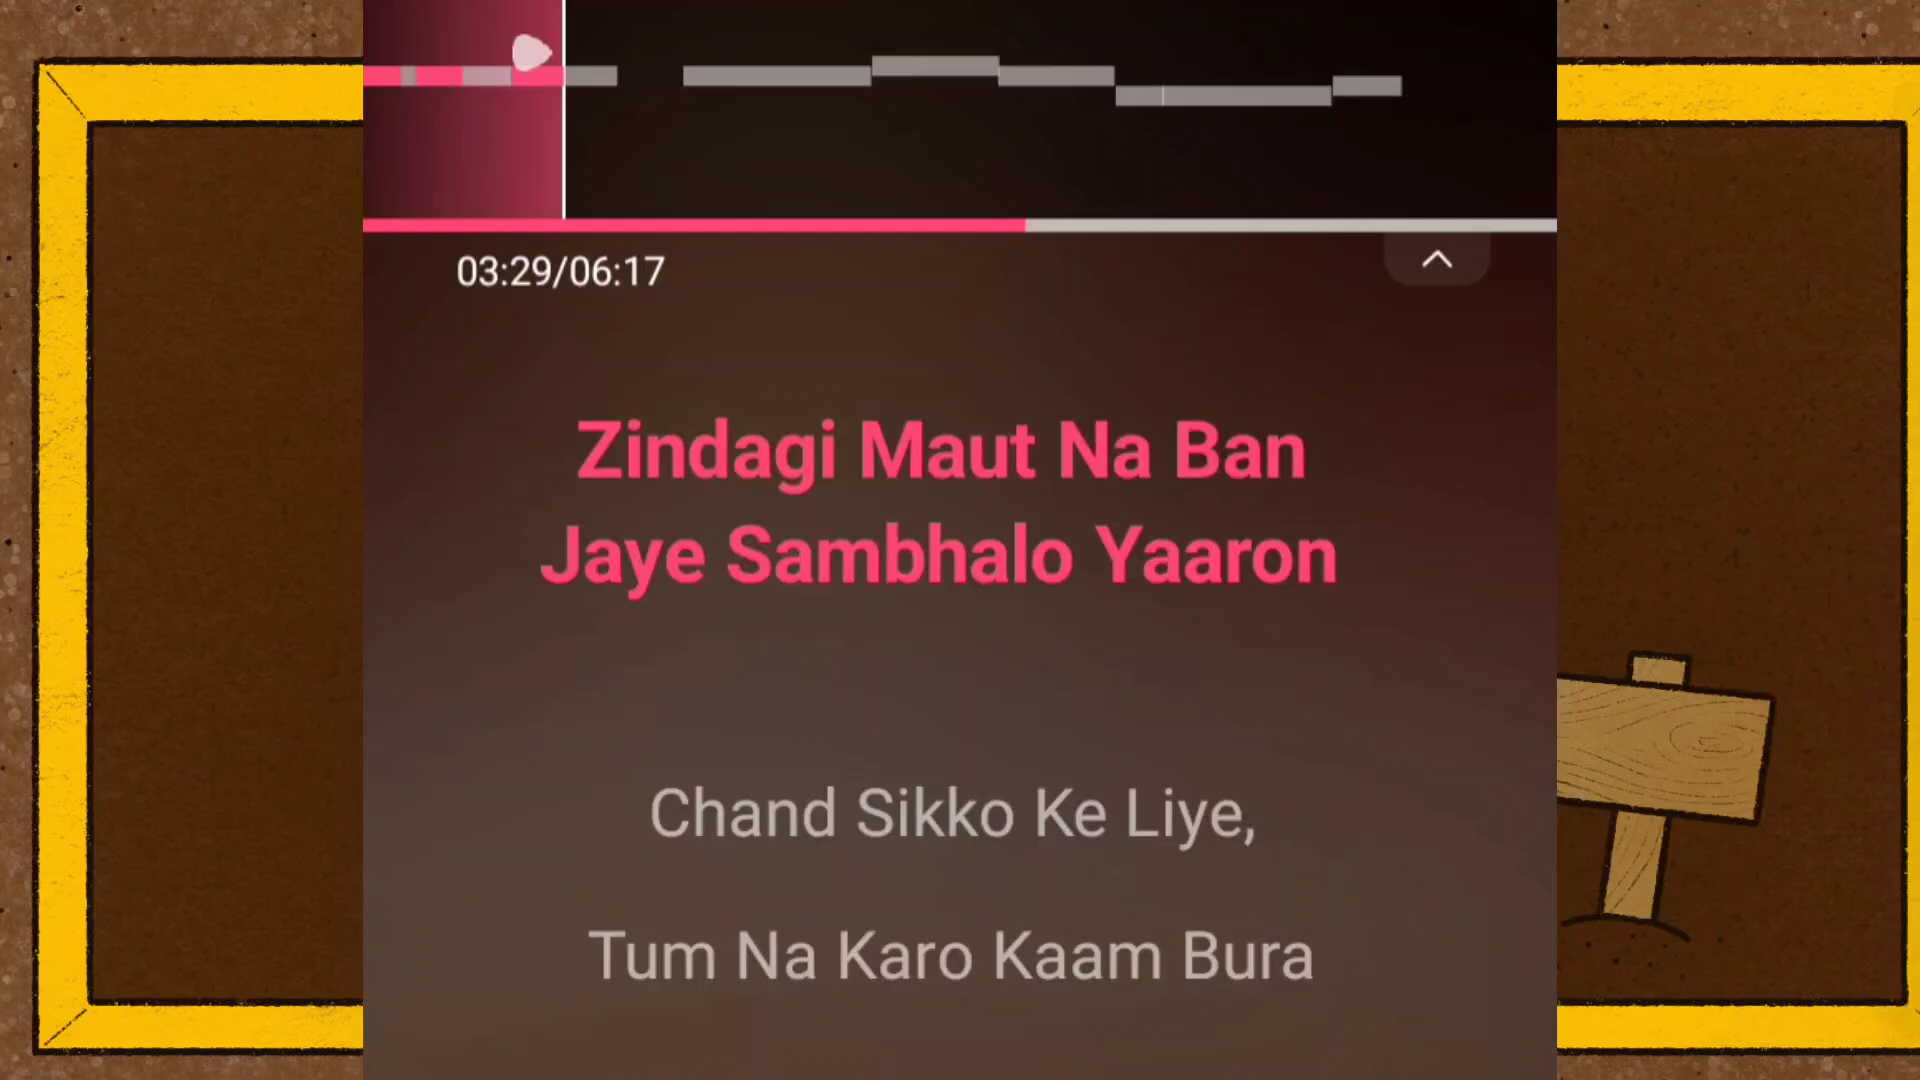 03:29/06:17
Zindagi Maut Na Ban
Jaye Sambhalo Yaaron
Chand Sikko Ke Liye,
Tum Na Karo Kaam Bura